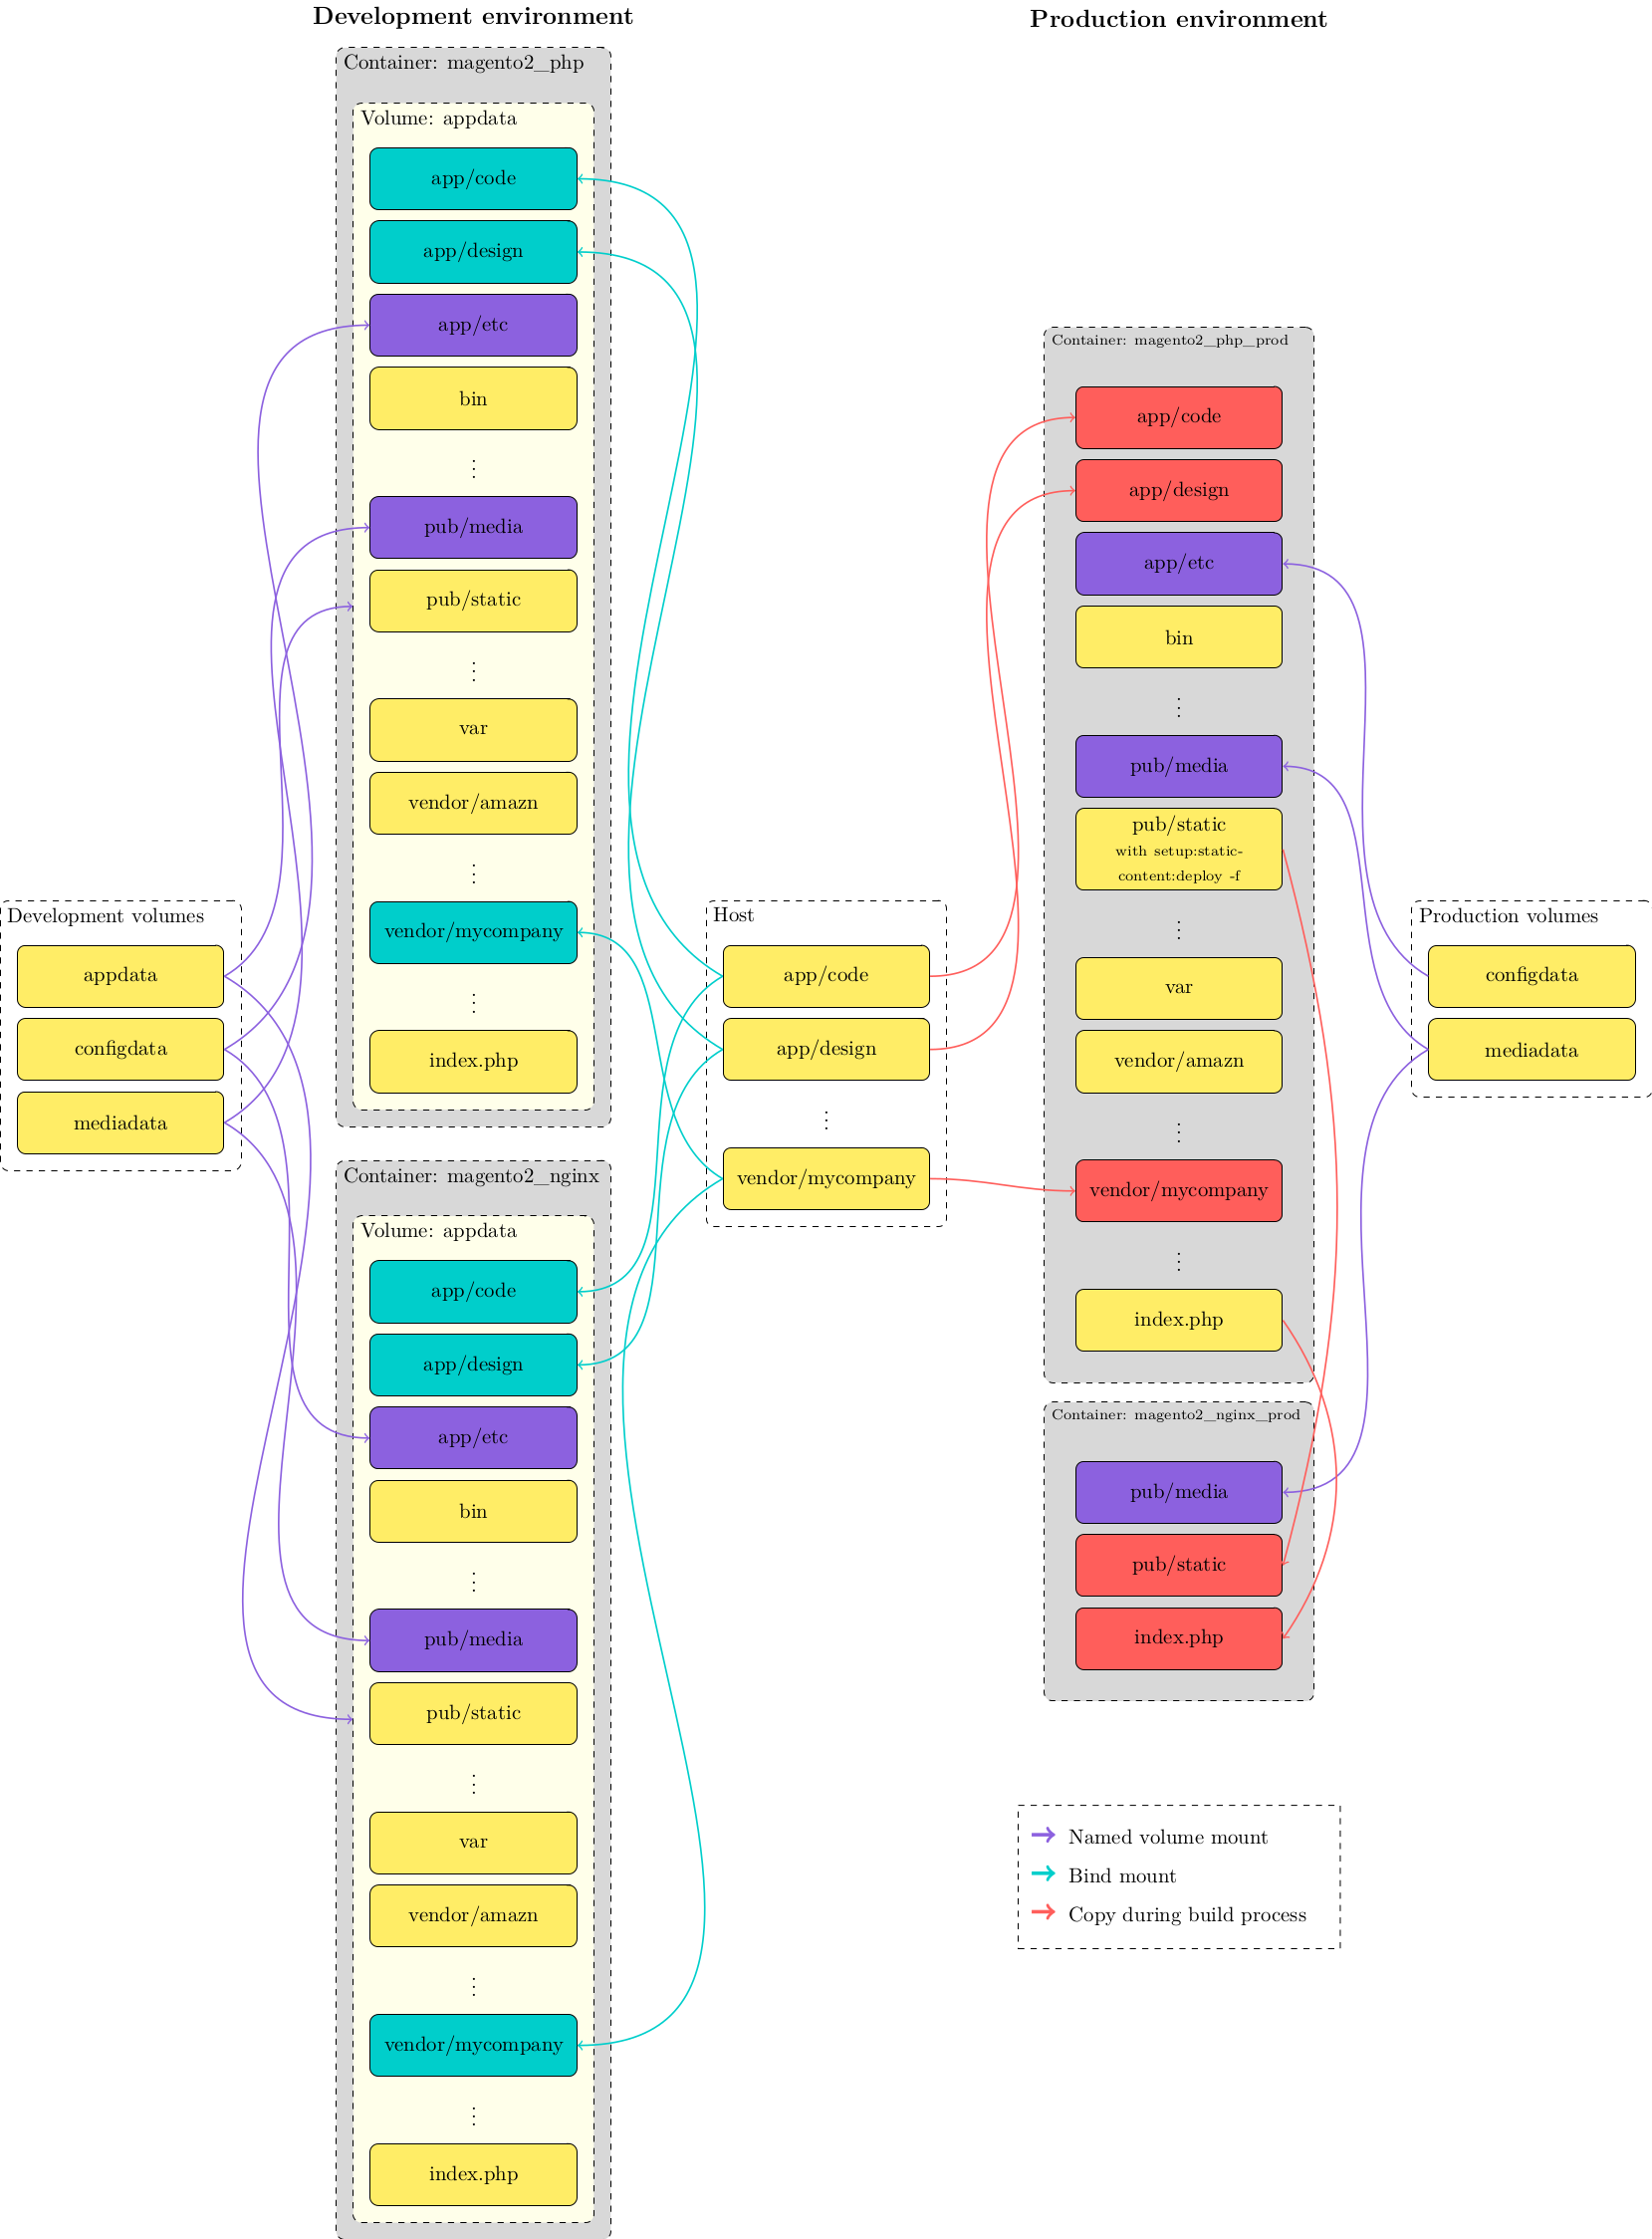 Development environment
Production environment
Container: magento2_php
Volume: appdata
app/code
app/design
app/etc
bin
⋮
pub/media
pub/static
⋮
var
vendor/amazn
⋮
vendor/mycompany
⋮
index.php
Development volumes
appdata
configdata
mediadata
Container: magento2_nginx
Volume: appdata
app/code
app/design
app/etc
bin
⋮
pub/media
pub/static
⋮
var
vendor/amazn
⋮
vendor/mycompany
⋮
index.php
Host
app/code
app/design
⋮
vendor/mycompany
Container: magento2_php_prod
app/code
app/design
app/etc
bin
⋮
pub/media
pub/static
with setup:static-
content:deploy -f
⋮
var
vendor/amazn
⋮
vendor/mycompany
⋮
index.php
Container: magento2_nginx_prod
pub/media
pub/static
index.php
Production volumes
configdata
mediadata
Named volume mount
Bind mount
Copy during build process